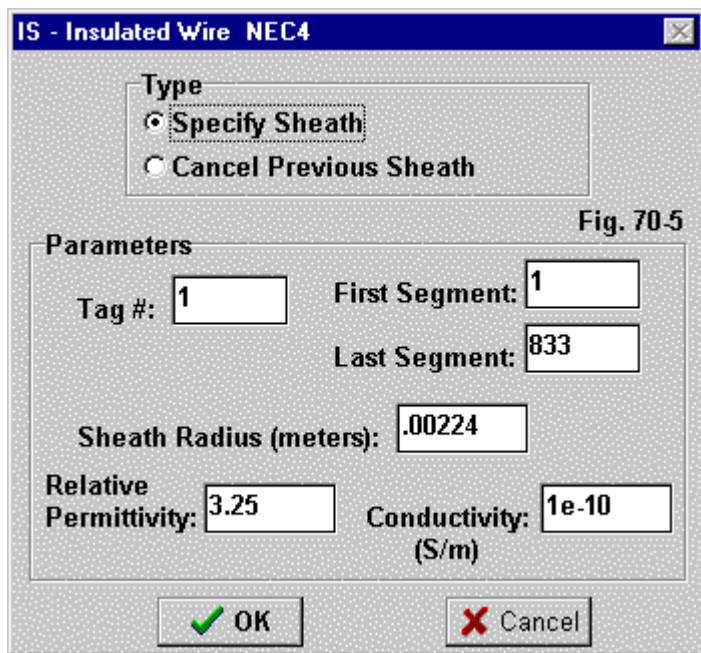 IS - Insulated Wire NEC4
Type
Specify Sheath
Cancel Previous Sheath
Fig. 70-5
Parameters
Tag #: 1
First Segment: 1
Last Segment: 833
Sheath Radius (meters): .00224
Relative
Permittivity: 3.25
Conductivity: 1e-10
(S/m)
OK
Cancel